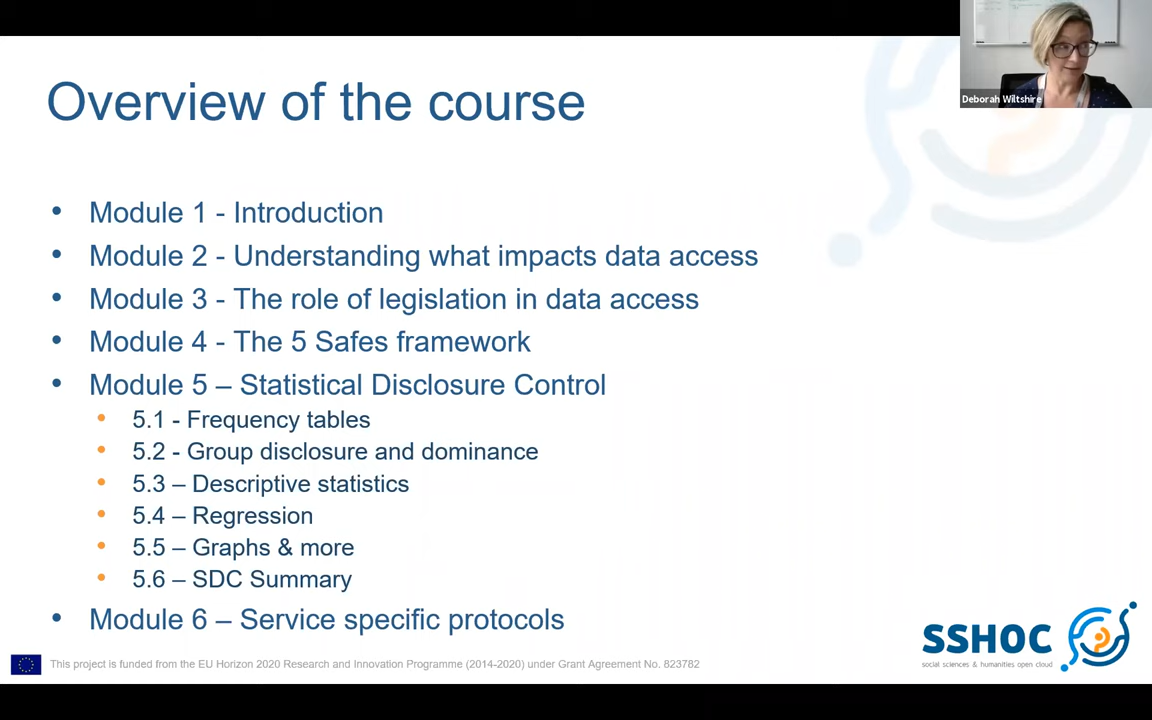 Deborah Wiltshire
Overview of the course
• Module 1 - Introduction
• Module 2 - Understanding what impacts data access
• Module 3 - The role of legislation in data access
• Module 4 - The 5 Safes framework
• Module 5 – Statistical Disclosure Control
• 5.1 - Frequency tables
• 5.2 - Group disclosure and dominance
• 5.3 – Descriptive statistics
• 5.4 – Regression
• 5.5 – Graphs & more
• 5.6 – SDC Summary
• Module 6 – Service specific protocols
This project is funded from the EU Horizon 2020 Research and Innovation Programme (2014-2020) under Grant Agreement No. 823782
SSHOC
social sciences & humanities open cloud